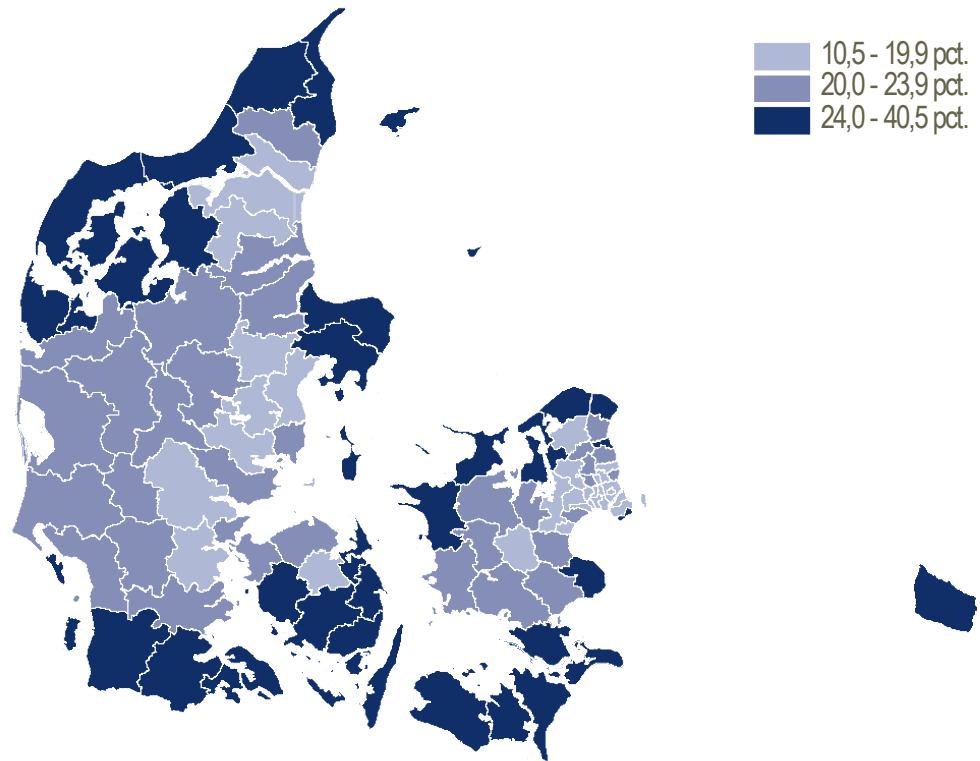 10,5 - 19,9 pct.
20,0 - 23,9 pct.
24,0 - 40,5 pct.